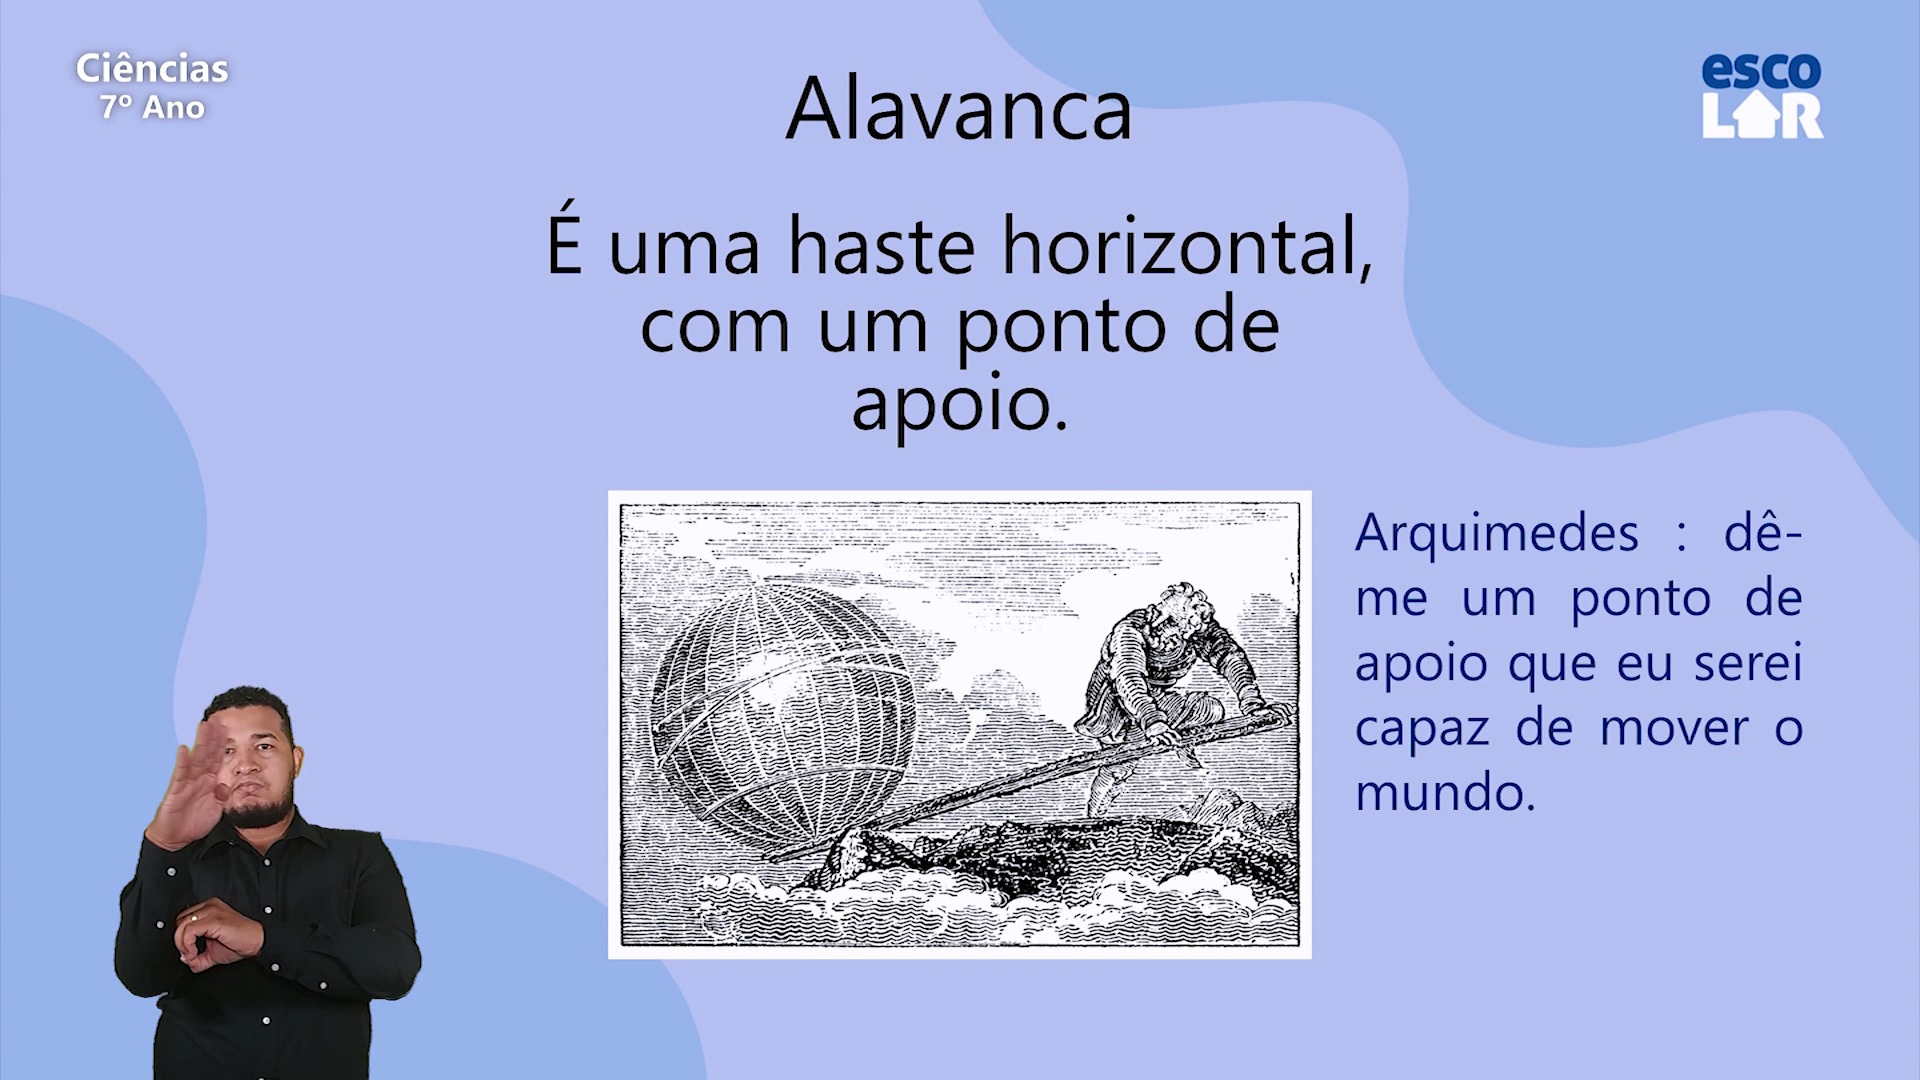 Ciências
7º Ano
esco
LAR
Alavanca
É uma haste horizontal,
com um ponto de
apoio.
Arquimedes : dê-
me um ponto de
apoio que eu serei
capaz de mover o
mundo.